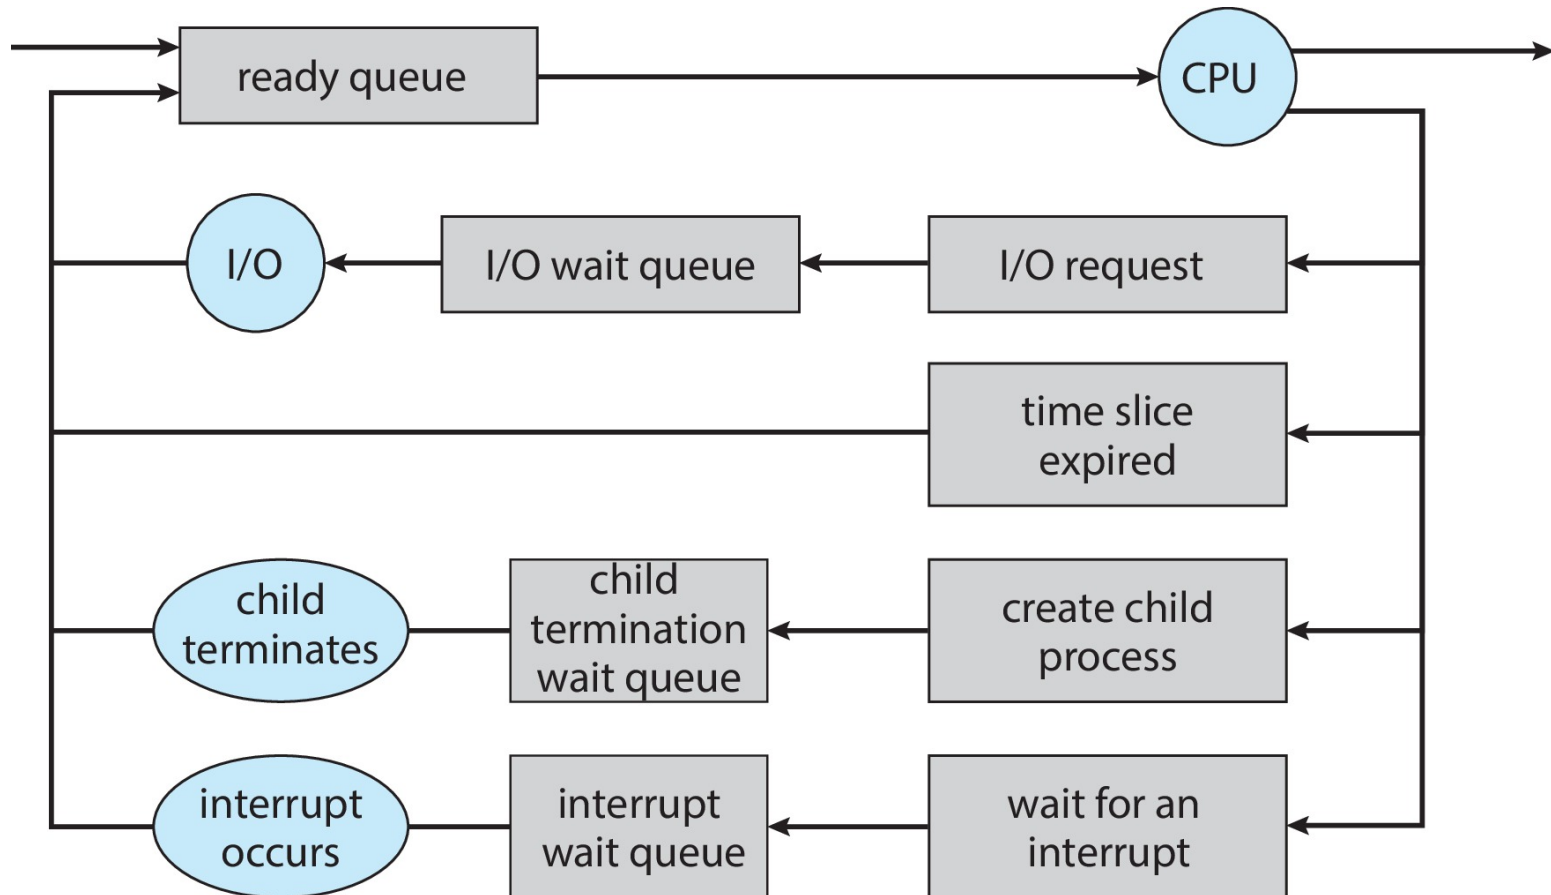 ready queue
CPU
I/O
I/O wait queue
I/O request
time slice
expired
child
terminates
child
termination
wait queue
create child
process
interrupt
occurs
interrupt
wait queue
wait for an
interrupt